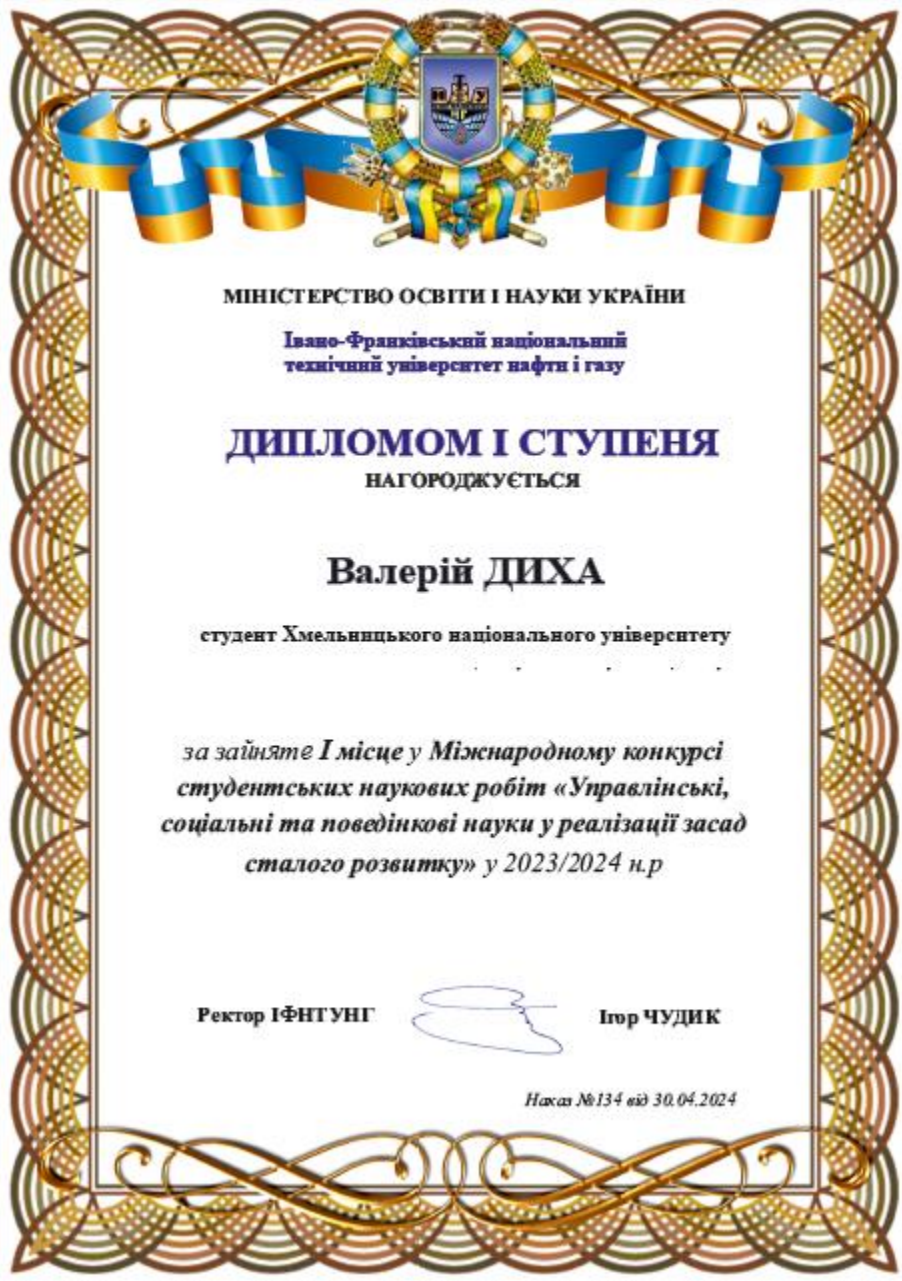 МІНІСТЕРСТВО ОСВІТИ І НАУКИ УКРАЇНИ
Івано-Франківський національний
технічний університет нафти і газу
ДИПЛОМОМ І СТУПЕНЯ
НАГОРОДЖУЄТЬСЯ
Валерій ДИХА
студент Хмельницького національного університету
за зайняте І місце у Міжнародному конкурсі
студентських наукових робіт «Управлінські,
соціальні та поведінкові науки у реалізації засад
сталого розвитку» у 2023/2024 н.р
Ректор ІФНТУНГ
Ігор ЧУДИК
Наказ №134 від 30.04.2024